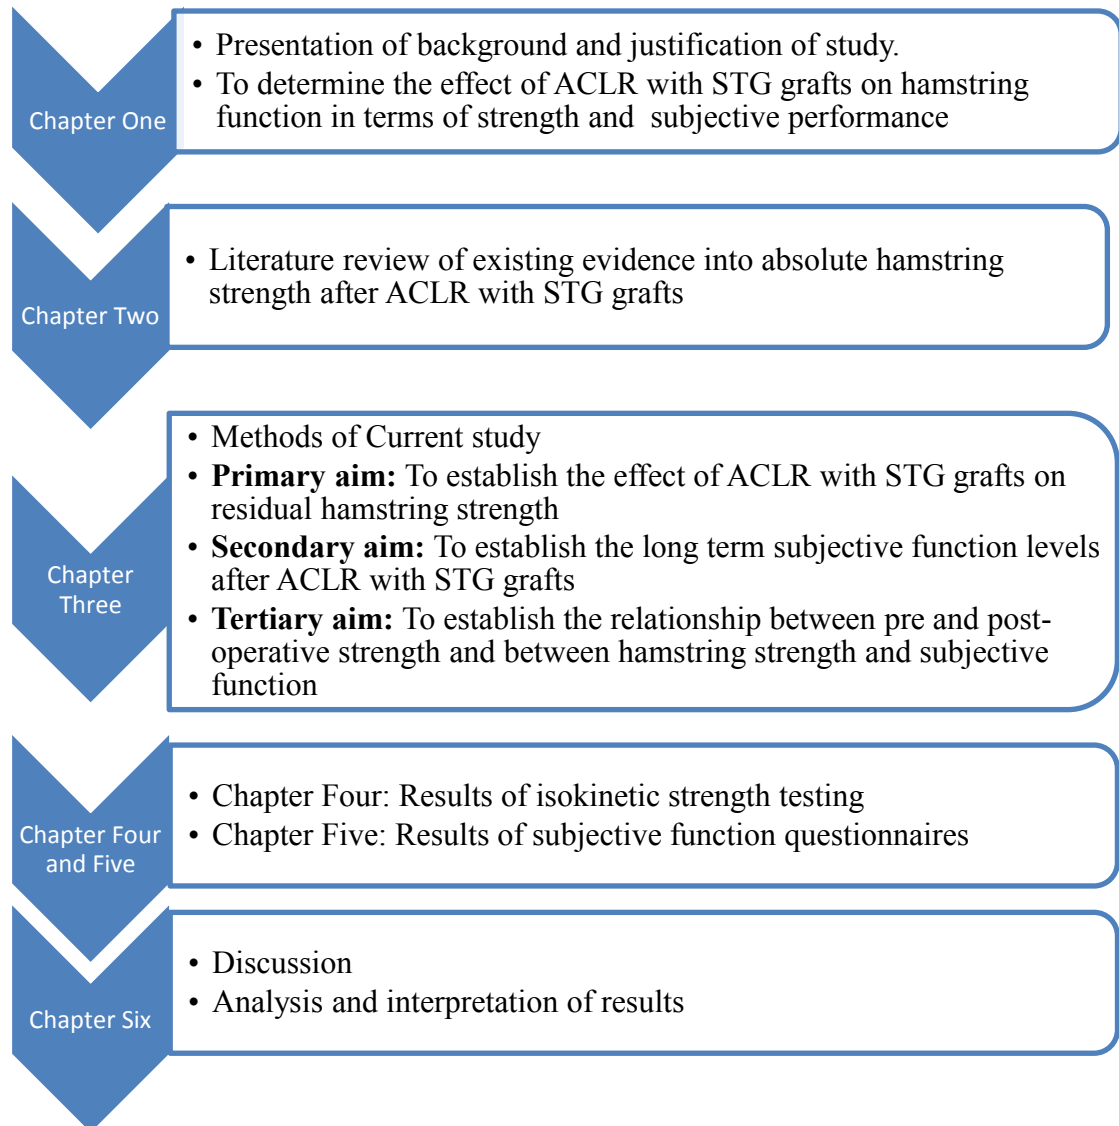 Chapter One
• Presentation of background and justification of study.
• To determine the effect of ACLR with STG grafts on hamstring
function in terms of strength and subjective performance
Chapter Two
• Literature review of existing evidence into absolute hamstring
strength after ACLR with STG grafts
Chapter
Three
• Methods of Current study
• Primary aim: To establish the effect of ACLR with STG grafts on
residual hamstring strength
• Secondary aim: To establish the long term subjective function levels
after ACLR with STG grafts
• Tertiary aim: To establish the relationship between pre and post-
operative strength and between hamstring strength and subjective
function
Chapter Four
and Five
• Chapter Four: Results of isokinetic strength testing
• Chapter Five: Results of subjective function questionnaires
Chapter Six
• Discussion
• Analysis and interpretation of results